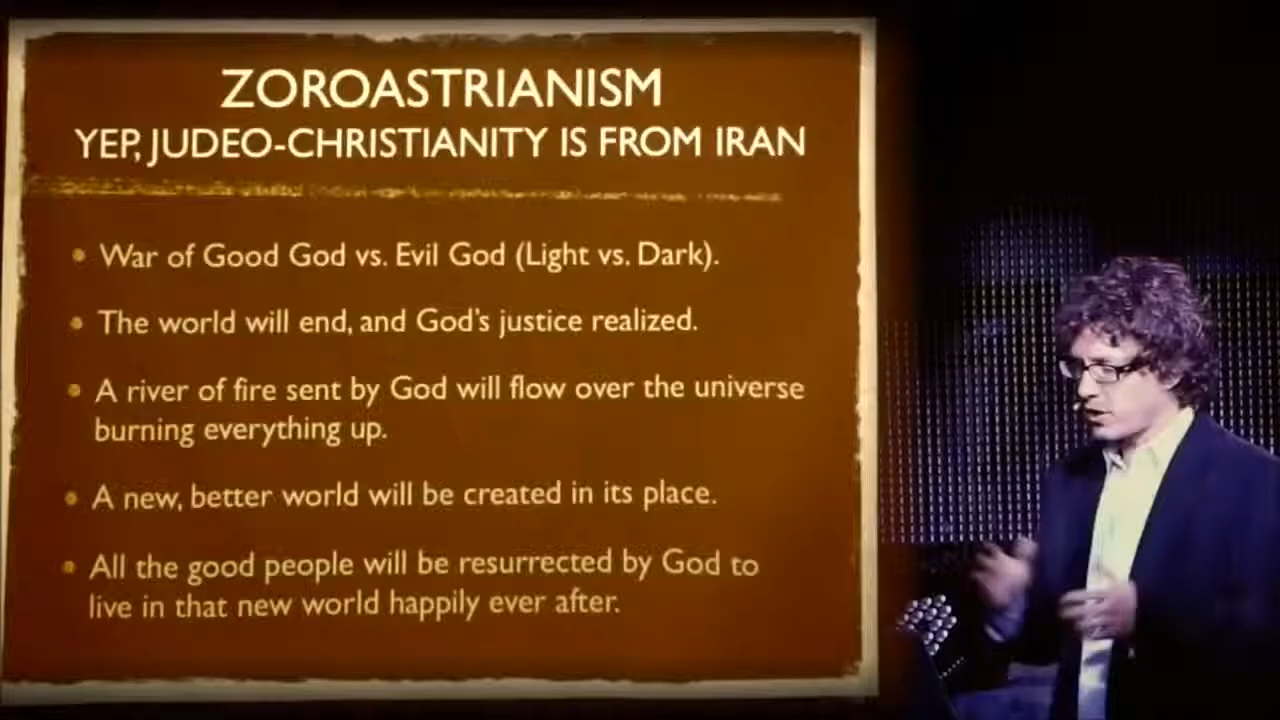 ZOROASTRIANISM
YEP, JUDEO-CHRISTIANITY IS FROM IRAN
• War of Good God vs. Evil God (Light vs. Dark).
• The world will end, and God's justice realized.
• A river of fire sent by God will flow over the universe
burning everything up.
• A new, better world will be created in its place.
• All the good people will be resurrected by God to
live in that new world happily ever after.